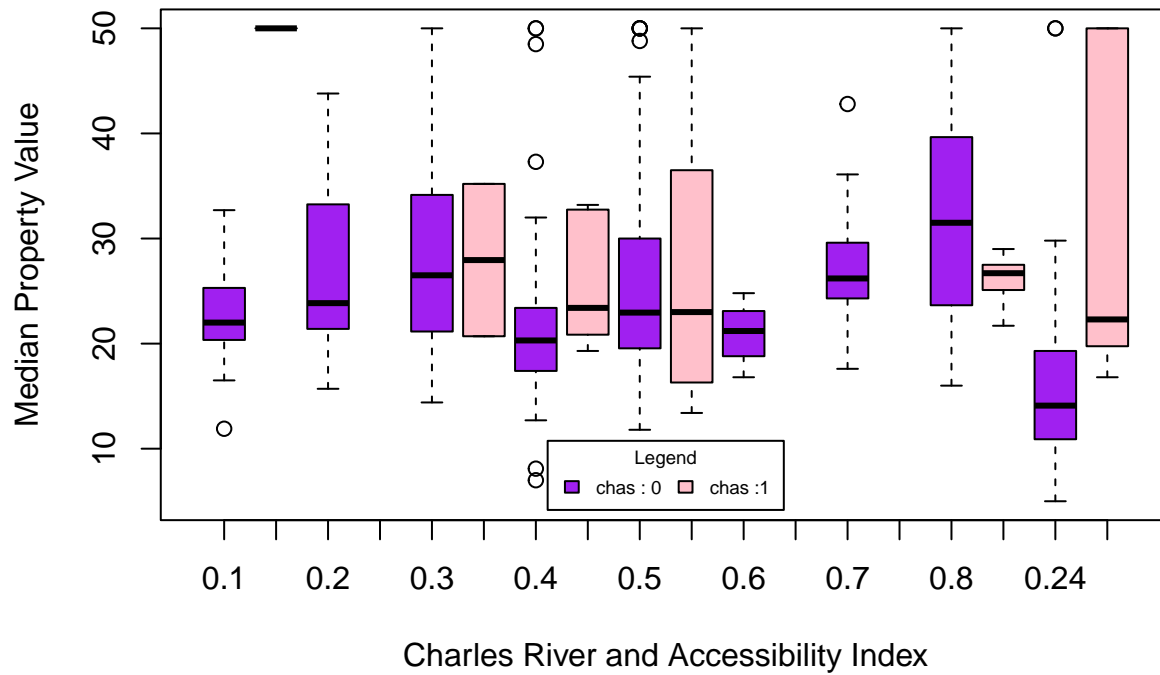 50
40
30
20
10
Median Property Value
Legend
chas : 0 chas :1
0.1 0.2 0.3 0.4 0.5 0.6 0.7 0.8 0.24
Charles River and Accessibility Index